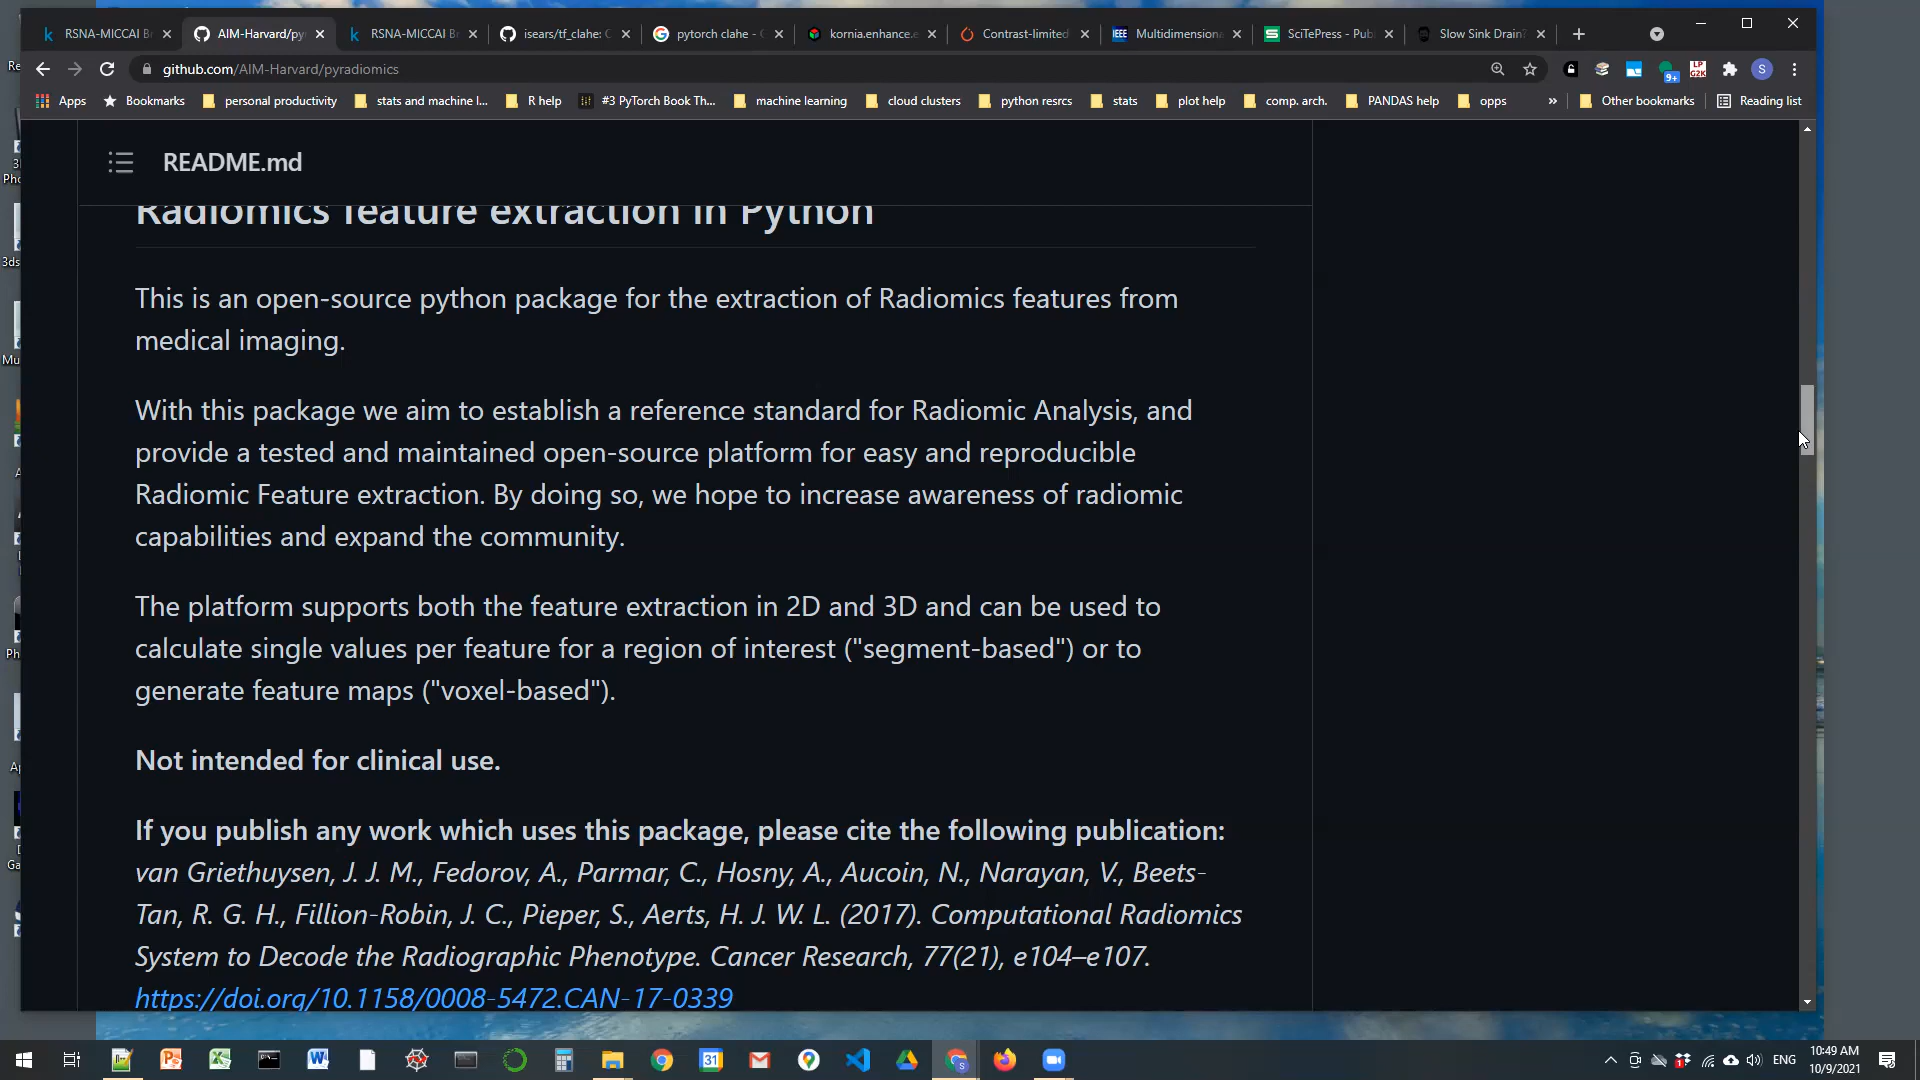 RSNA-MICCAI Br
AIM-Harvard/py
RSNA-MICCAI Br
isears/tf_clahe: C
pytorch clahe - G
kornia.enhance.e
Contrast-limited
Multidimensiona
SciTePress - Pub
Slow Sink Drain?
github.com/AIM-Harvard/pyradiomics
Apps
Bookmarks
personal productivity
stats and machine l...
R help
#3 PyTorch Book Th...
machine learning
cloud clusters
python resrcs
stats
plot help
comp. arch.
PANDAS help
opps
»
Other bookmarks
Reading list
README.md
Radiomics feature extraction in Python
This is an open-source python package for the extraction of Radiomics features from
medical imaging.
With this package we aim to establish a reference standard for Radiomic Analysis, and
provide a tested and maintained open-source platform for easy and reproducible
Radiomic Feature extraction. By doing so, we hope to increase awareness of radiomic
capabilities and expand the community.
The platform supports both the feature extraction in 2D and 3D and can be used to
calculate single values per feature for a region of interest ("segment-based") or to
generate feature maps ("voxel-based").
Not intended for clinical use.
If you publish any work which uses this package, please cite the following publication:
van Griethuysen, J. J. M., Fedorov, A., Parmar, C., Hosny, A., Aucoin, N., Narayan, V., Beets-
Tan, R. G. H., Fillion-Robin, J. C., Pieper, S., Aerts, H. J. W. L. (2017). Computational Radiomics
System to Decode the Radiographic Phenotype. Cancer Research, 77(21), e104–e107.
https://doi.org/10.1158/0008-5472.CAN-17-0339
ENG
10:49 AM
10/9/2021